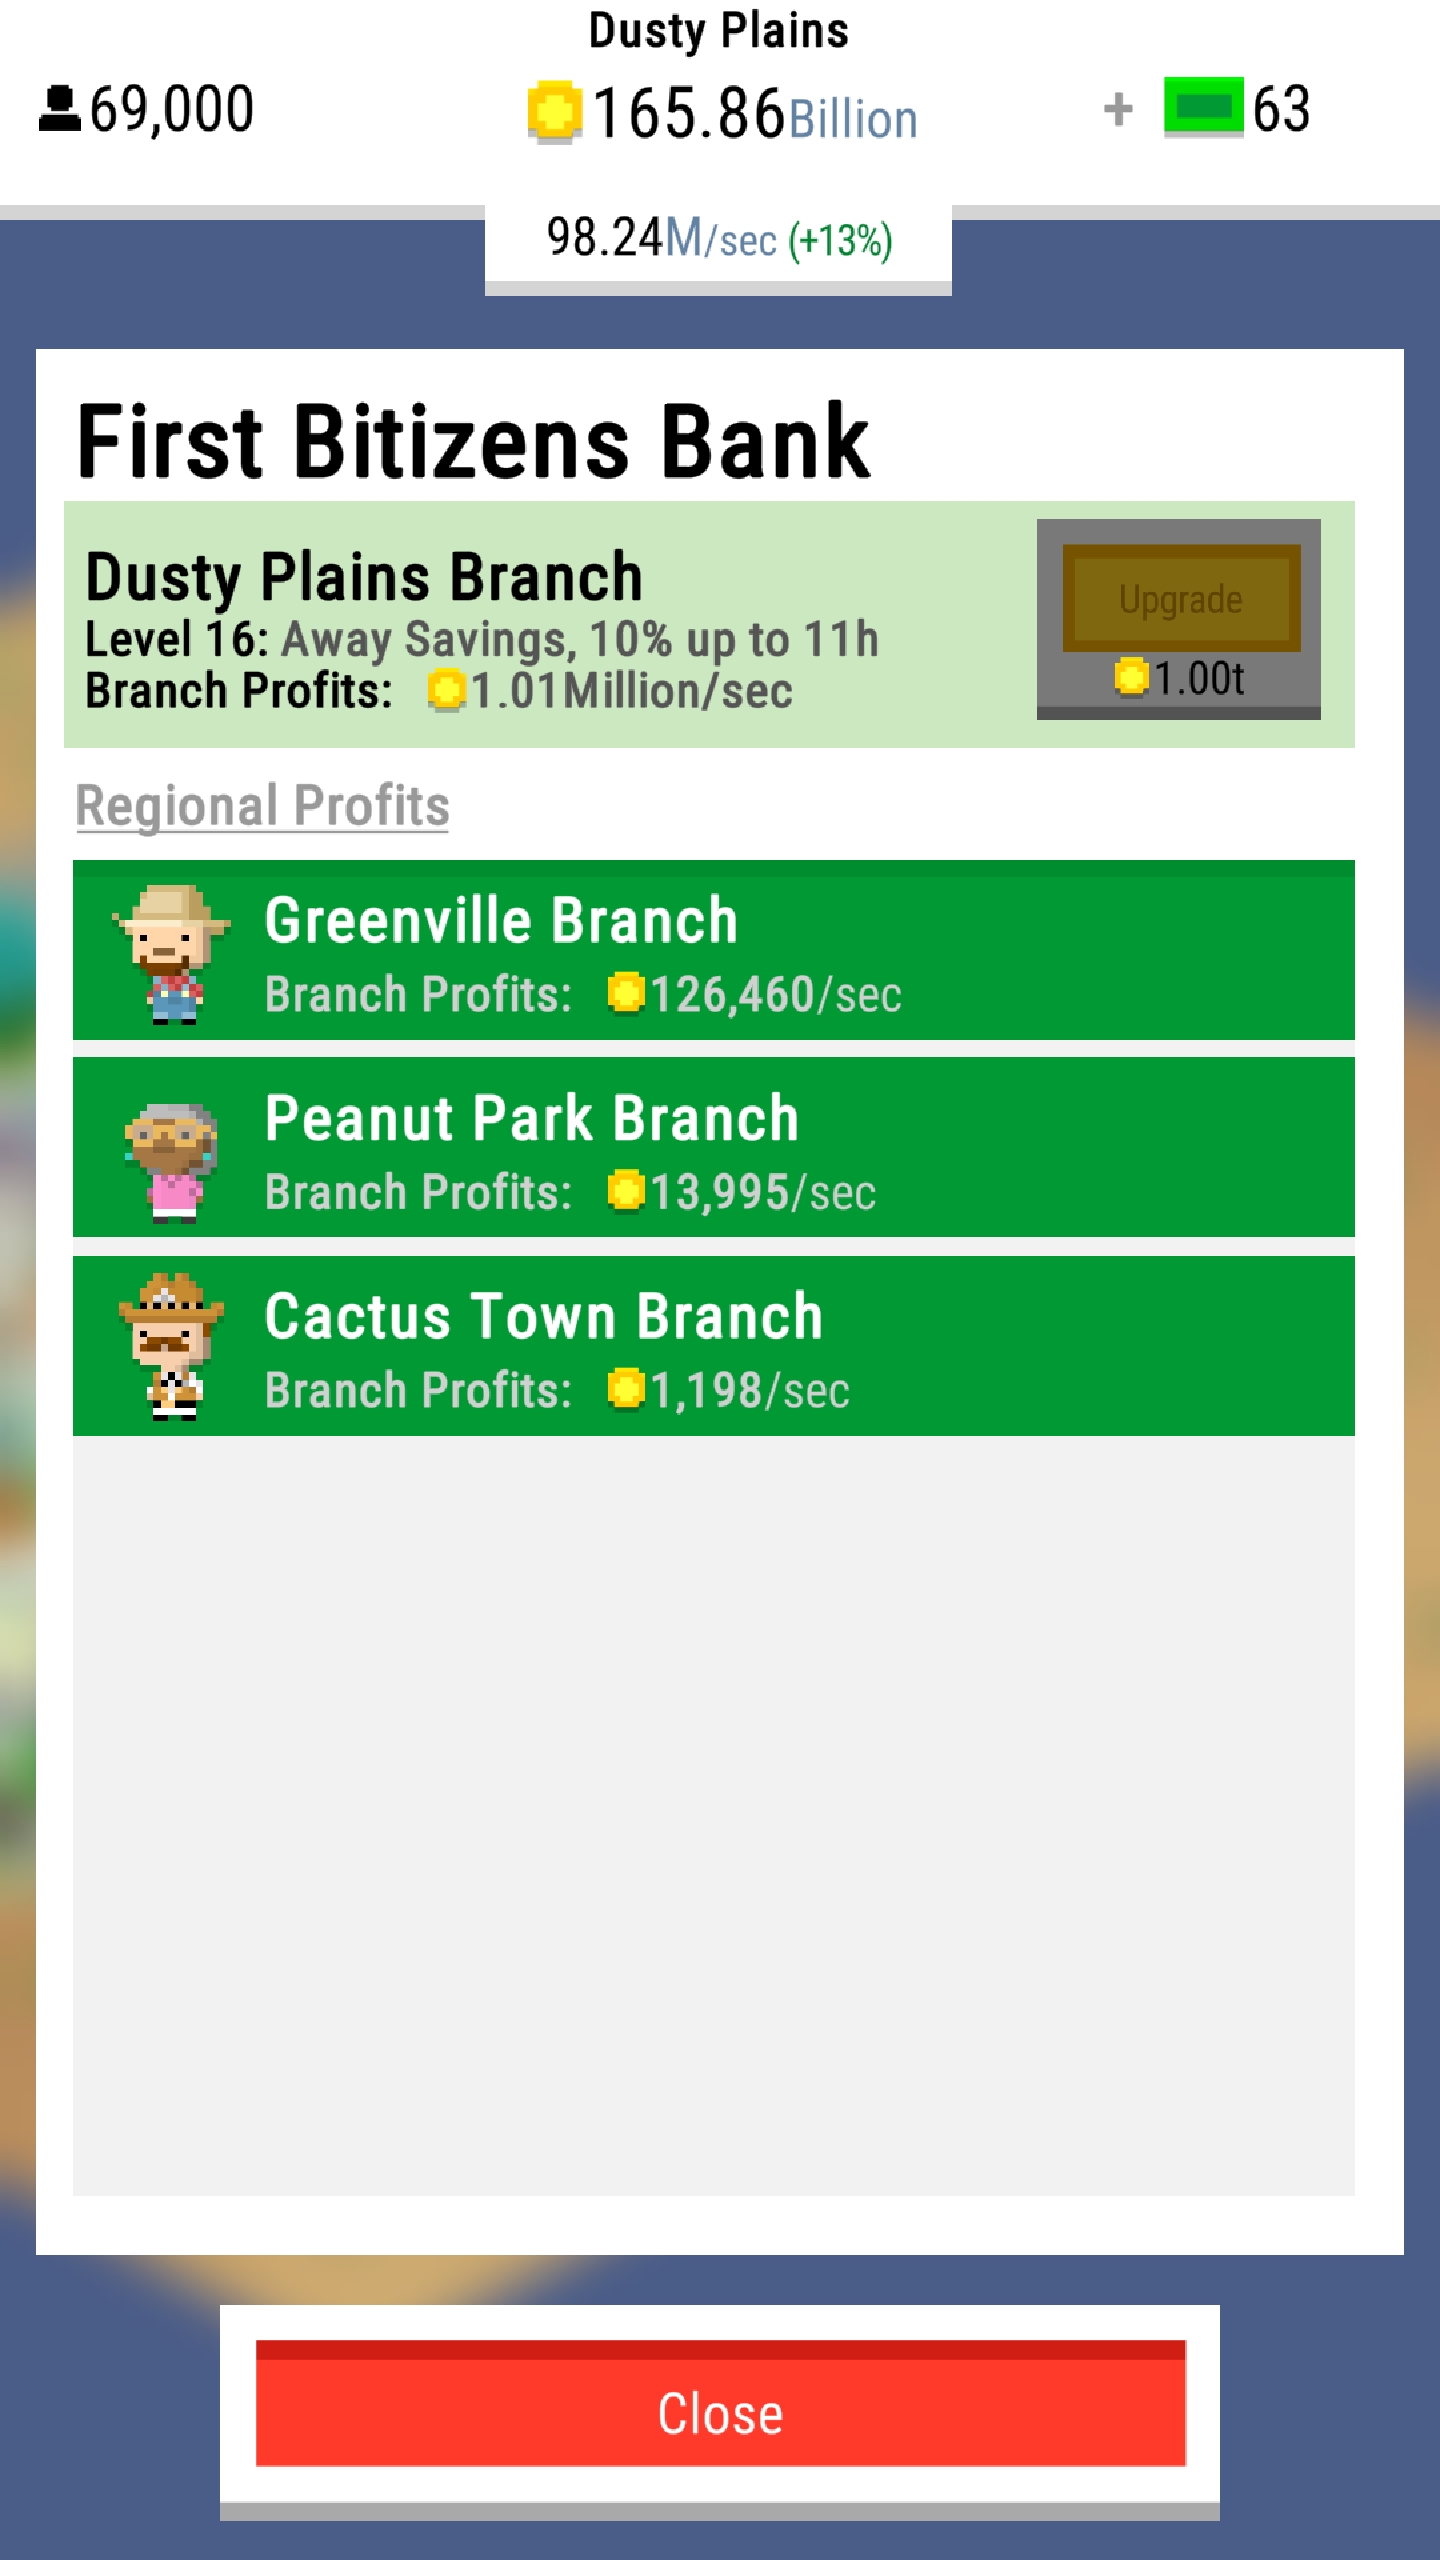 Dusty Plains
69,000
165.86Billion
+ 63
98.24M/sec (+13%)
First Bitizens Bank
Dusty Plains Branch
Level 16: Away Savings, 10% up to 11h
Branch Profits: 1.01Million/sec
Upgrade
1.00t
Regional Profits
Greenville Branch
Branch Profits: 126,460/sec
Peanut Park Branch
Branch Profits: 13,995/sec
Cactus Town Branch
Branch Profits: 1,198/sec
Close